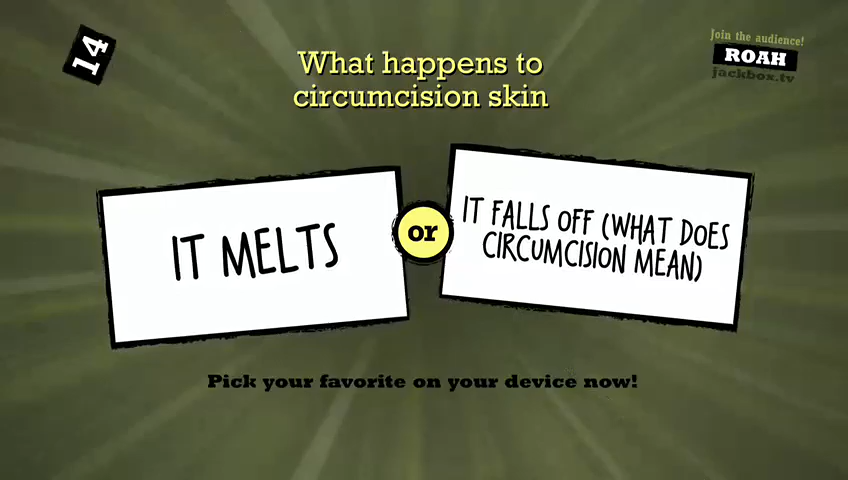 14
Join the audience!
ROAH
jackbox.tv
What happens to
circumcision skin
IT MELTS
or
IT FALLS OFF (WHAT DOES
CIRCUMCISION MEAN)
Pick your favorite on your device now!